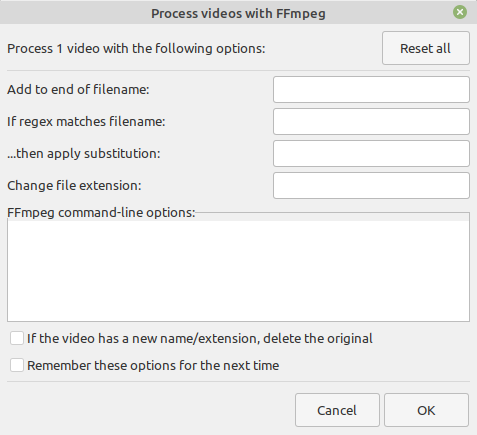 Process videos with FFmpeg
Process 1 video with the following options:
Reset all
Add to end of filename:
If regex matches filename:
...then apply substitution:
Change file extension:
FFmpeg command-line options:
If the video has a new name/extension, delete the original
Remember these options for the next time
Cancel
OK